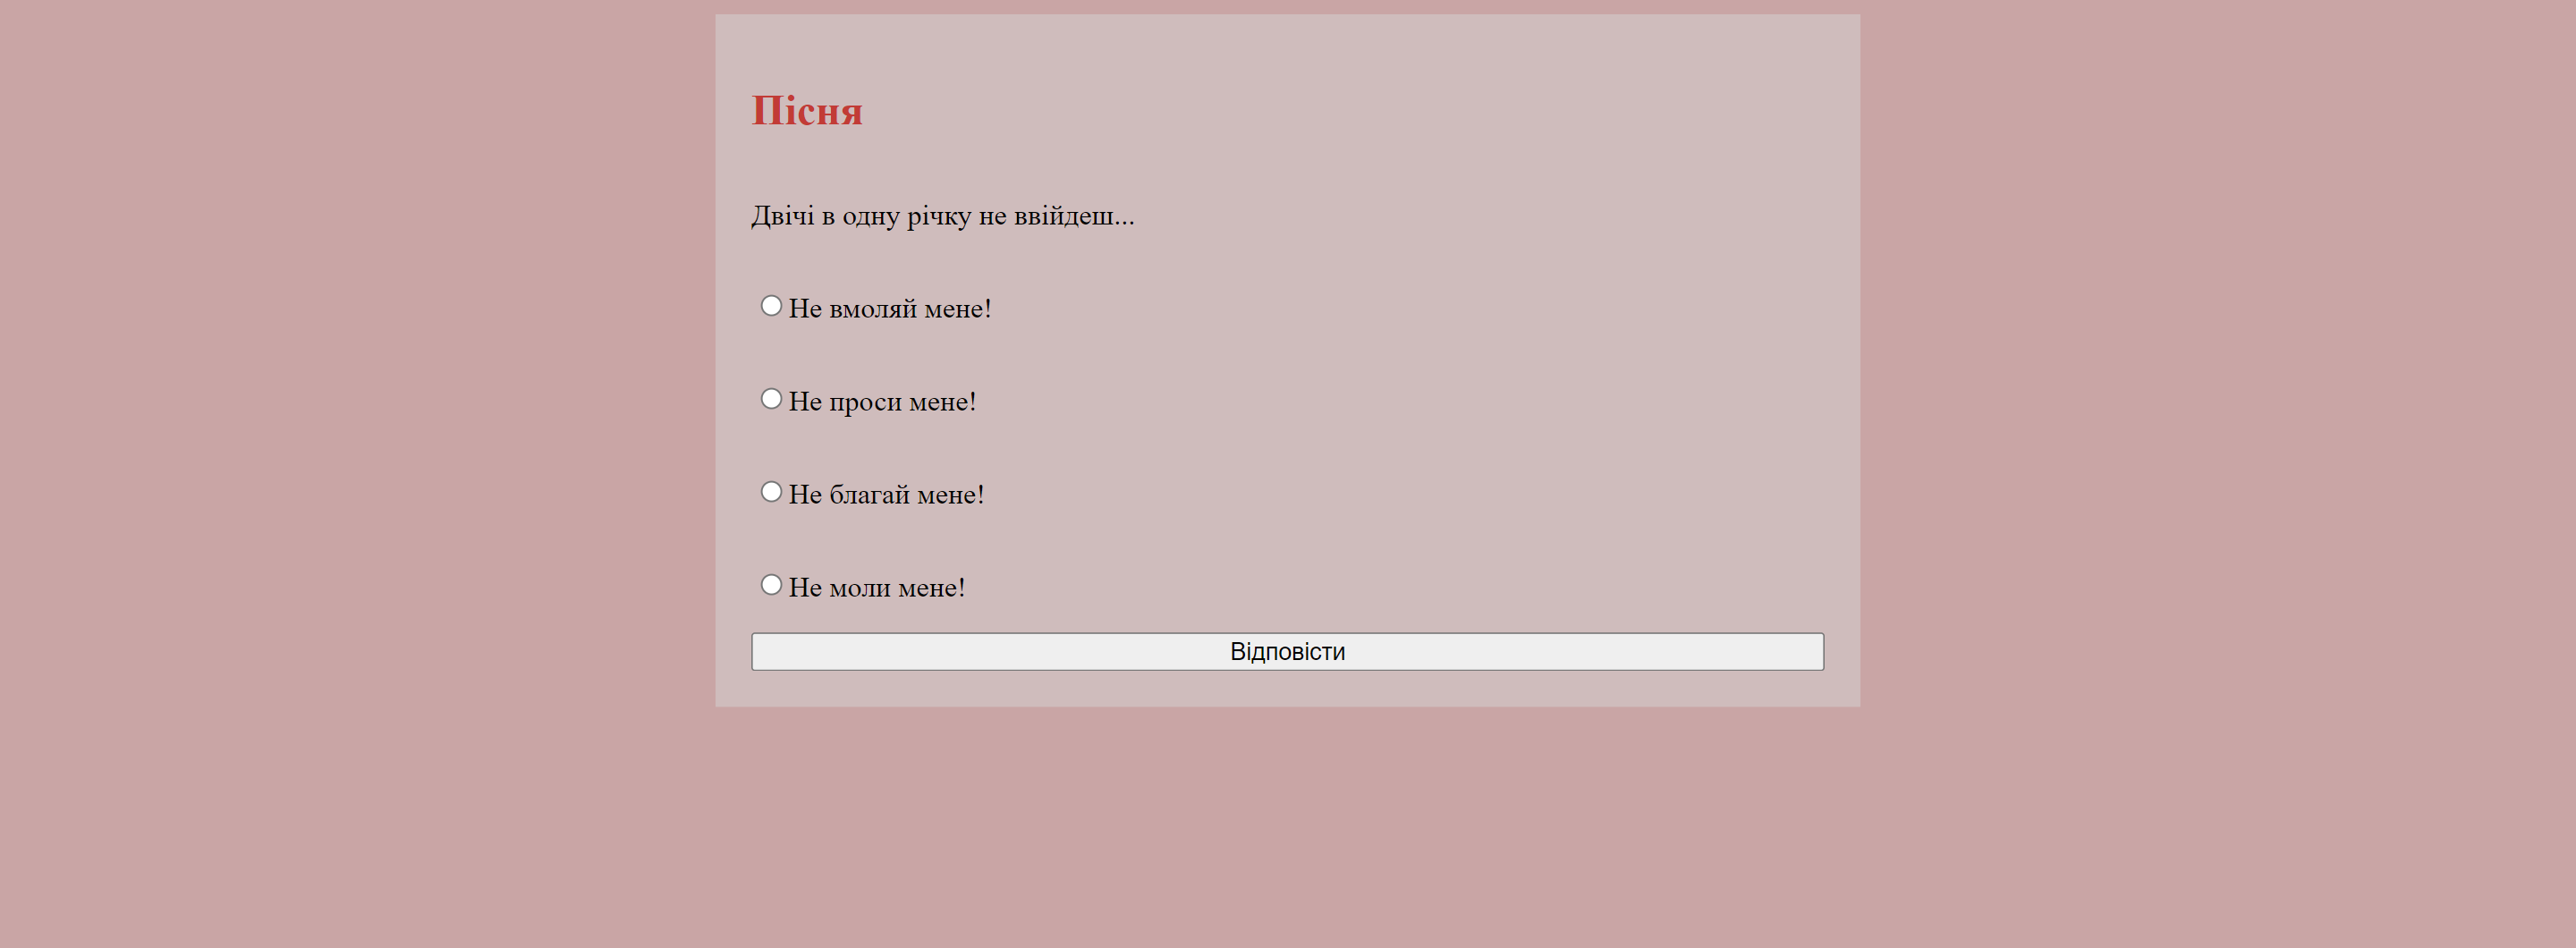 Пісня
Двічі в одну річку не ввійдеш...
Не вмоляй мене!
Не проси мене!
Не благай мене!
Не моли мене!
Відповісти